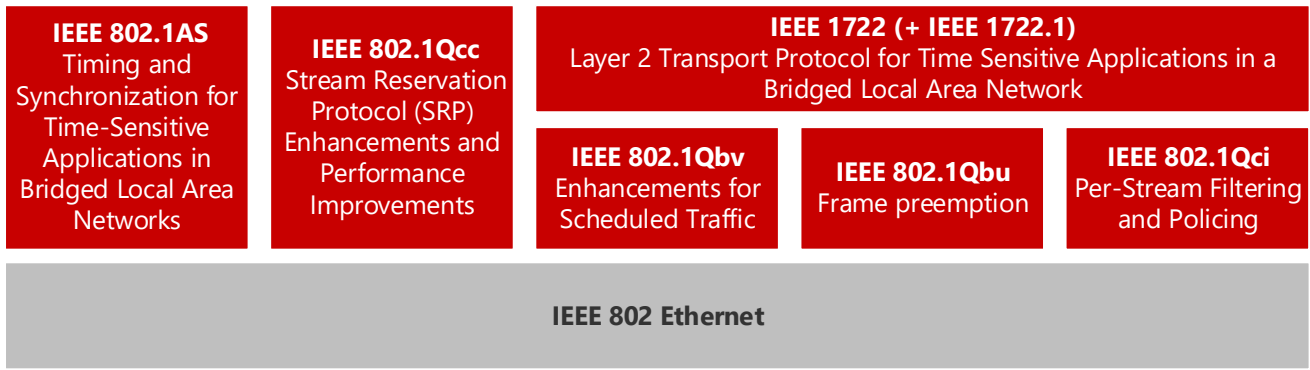 IEEE 802.1AS
Timing and
Synchronization for
Time-Sensitive
Applications in
Bridged Local Area
Networks
IEEE 802.1Qcc
Stream Reservation
Protocol (SRP)
Enhancements and
Performance
Improvements
IEEE 1722 (+ IEEE 1722.1)
Layer 2 Transport Protocol for Time Sensitive Applications in a
Bridged Local Area Network
IEEE 802.1Qbv
Enhancements for
Scheduled Traffic
IEEE 802.1Qbu
Frame preemption
IEEE 802.1Qci
Per-Stream Filtering
and Policing
IEEE 802 Ethernet